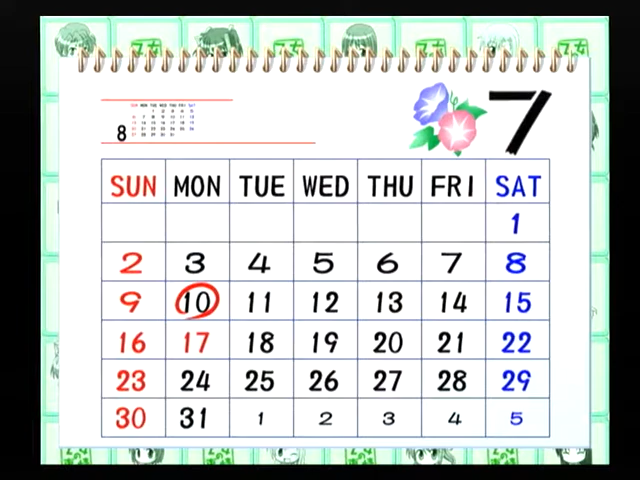 7
8
SUN MON TUE WED THU FRI SAT
1
2 3 4 5 6 7 8
9 10 11 12 13 14 15
16 17 18 19 20 21 22
23 24 25 26 27 28 29
30 31 1 2 3 4 5